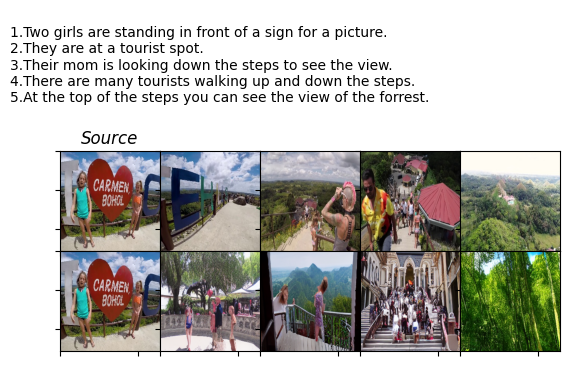 1.Two girls are standing in front of a sign for a picture.
2.They are at a tourist spot.
3.Their mom is looking down the steps to see the view.
4.There are many tourists walking up and down the steps.
5.At the top of the steps you can see the view of the forrest.
Source
I CARMEN BOHOL C
EH
I CARMEN BOHOL C